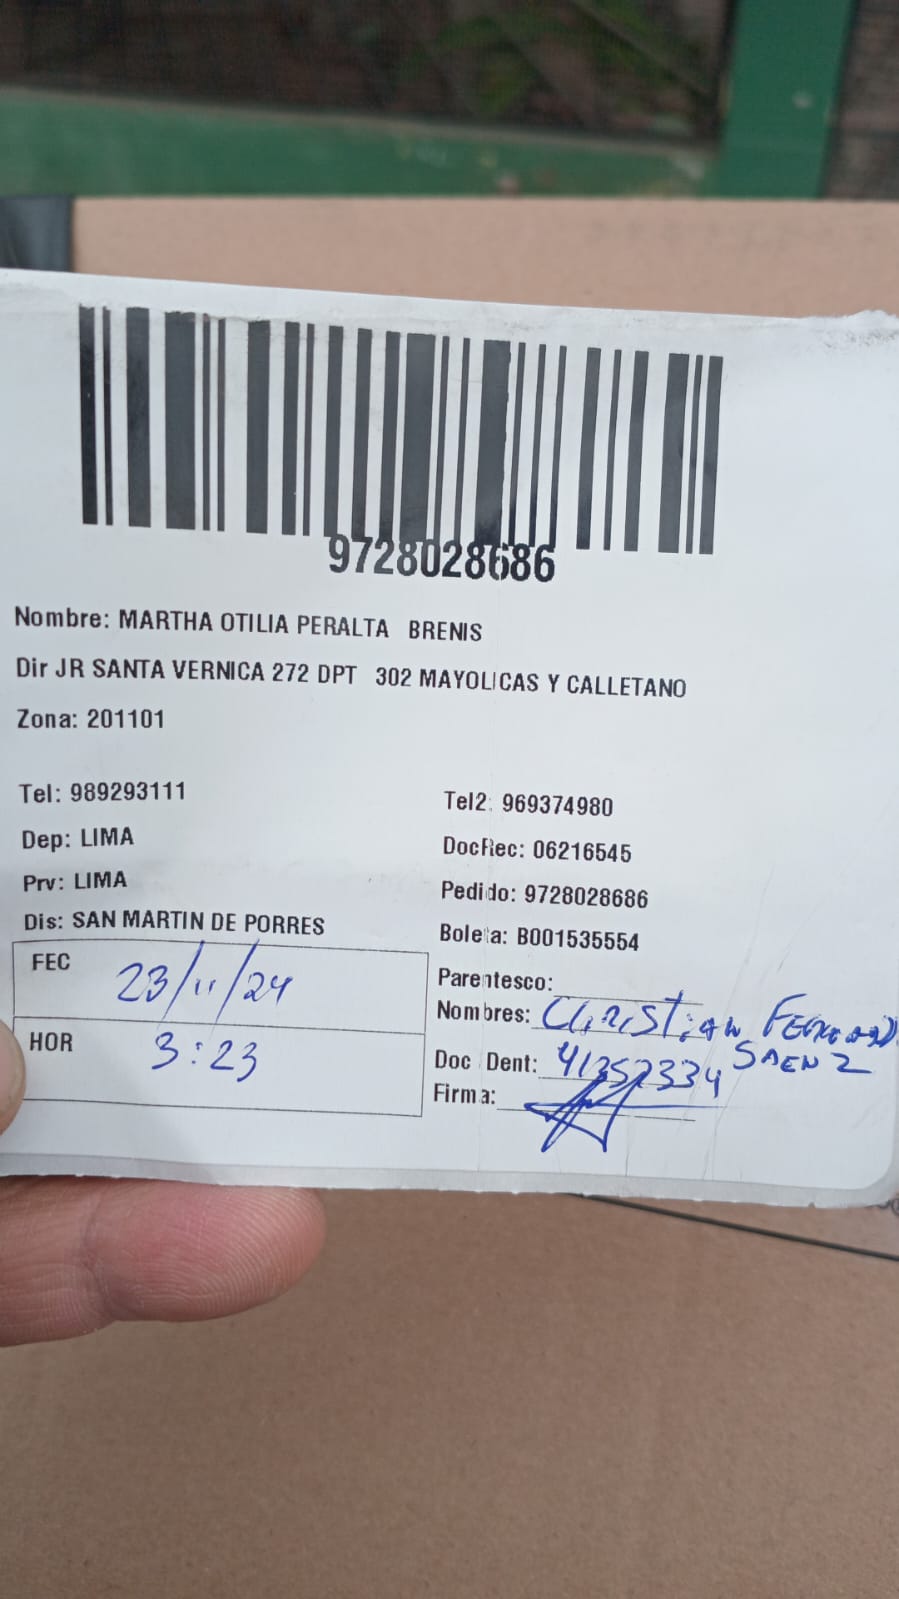 9728028686
Nombre: MARTHA OTILIA PERALTA BRENIS
Dir JR SANTA VERNICA 272 DPT 302 MAYOLICAS Y CALLETANO
Zona: 201101
Tel: 989293111
Tel2: 969374980
Dep: LIMA
DocRec: 06216545
Prv: LIMA
Pedido: 9728028686
Dis: SAN MARTIN DE PORRES
Boleta: B001535554
FEC 23/11/24
Parentesco:
Nombres: Christian
SAENZ
HOR 3:23
Doc Dent: 41352334
Firma: